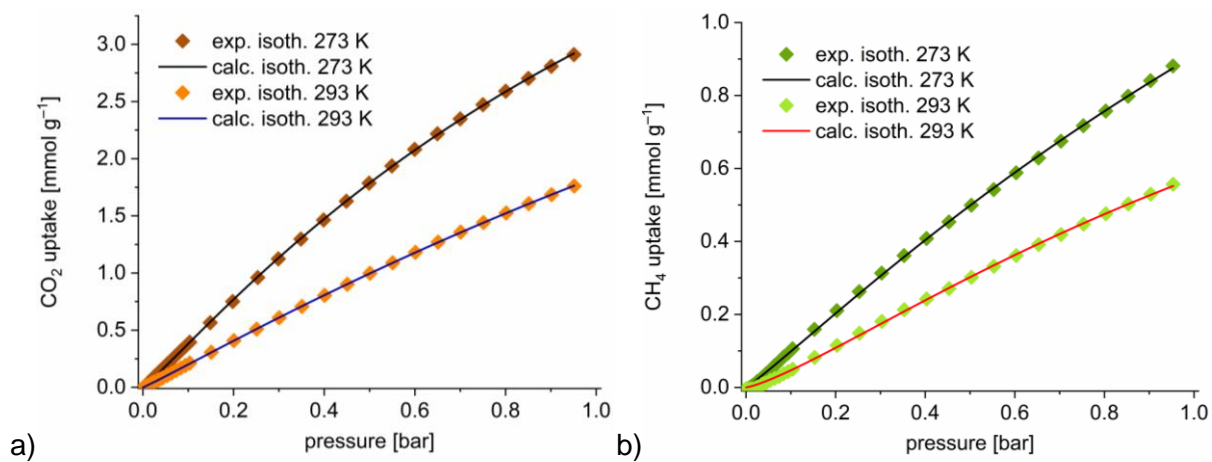 exp. isoth. 273 K
calc. isoth. 273 K
exp. isoth. 293 K
calc. isoth. 293 K
CO₂ uptake [mmol g⁻¹]
3.0
2.5
2.0
1.5
1.0
0.5
0.0
0.0 0.2 0.4 0.6 0.8 1.0
pressure [bar]
a)
exp. isoth. 273 K
calc. isoth. 273 K
exp. isoth. 293 K
calc. isoth. 293 K
CH₄ uptake [mmol g⁻¹]
1.0
0.8
0.6
0.4
0.2
0.0
0.0 0.2 0.4 0.6 0.8 1.0
pressure [bar]
b)